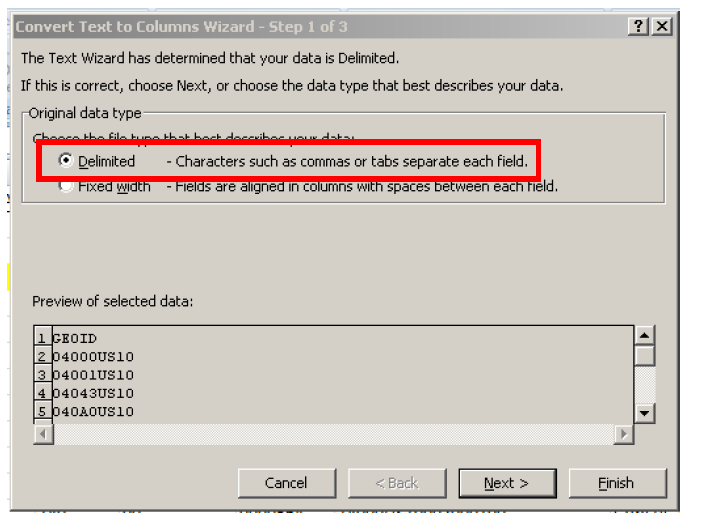 Convert Text to Columns Wizard - Step 1 of 3
The Text Wizard has determined that your data is Delimited.
If this is correct, choose Next, or choose the data type that best describes your data.
Original data type
Choose the file type that best describes your data:
Delimited - Characters such as commas or tabs separate each field.
Fixed width - Fields are aligned in columns with spaces between each field.
Preview of selected data:
1 GEOID
2 04000US10
3 04001US10
4 04043US10
5 040A0US10
Cancel < Back Next > Finish